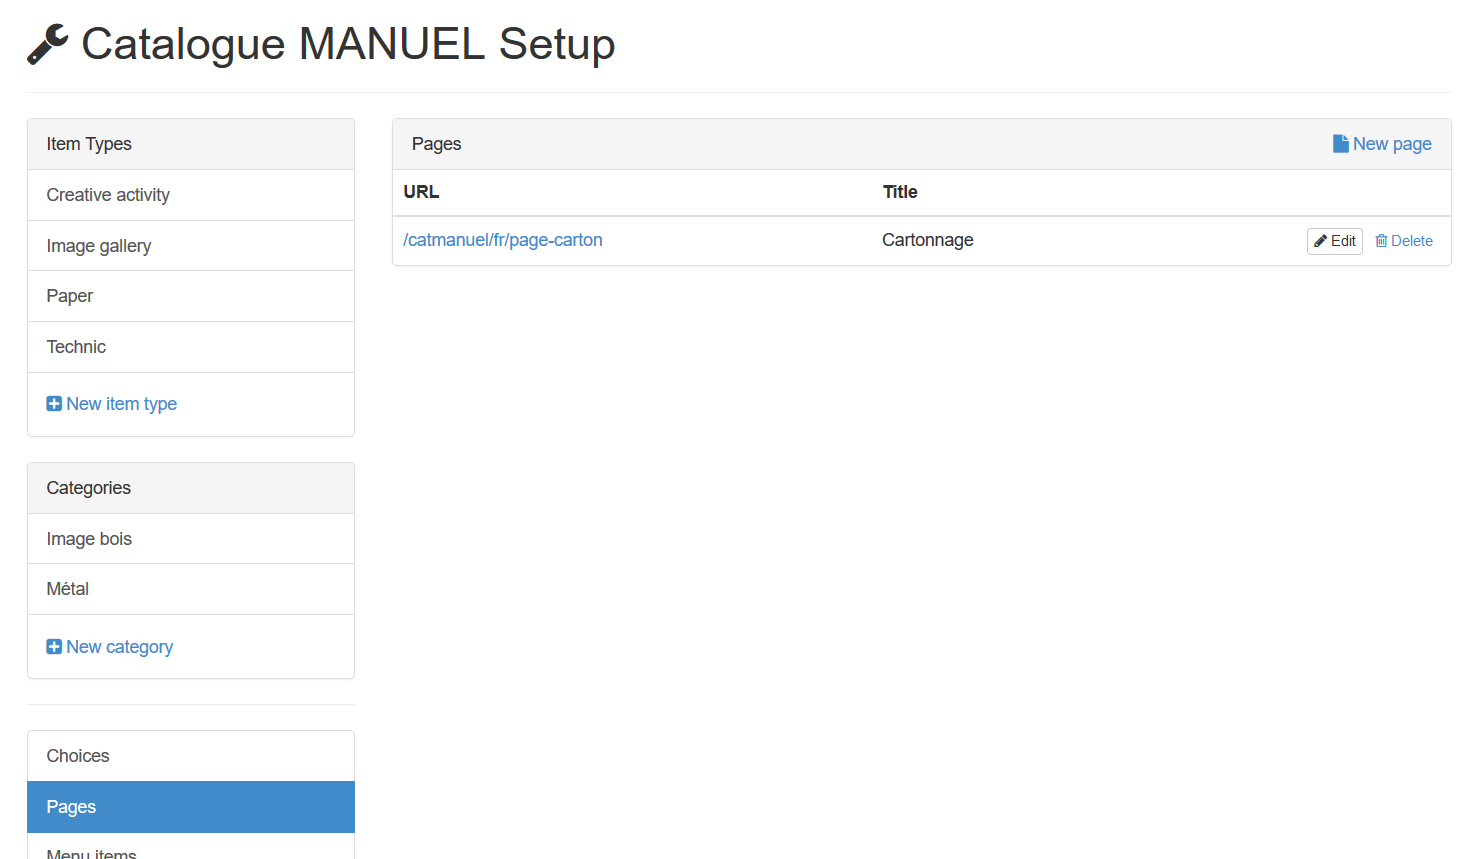 Catalogue MANUEL Setup
Item Types
Creative activity
Image gallery
Paper
Technic
New item type
Categories
Image bois
Métal
New category
Choices
Pages
Menu items
Pages New page
URL Title
/catmanuel/fr/page-carton Cartonnage Edit Delete